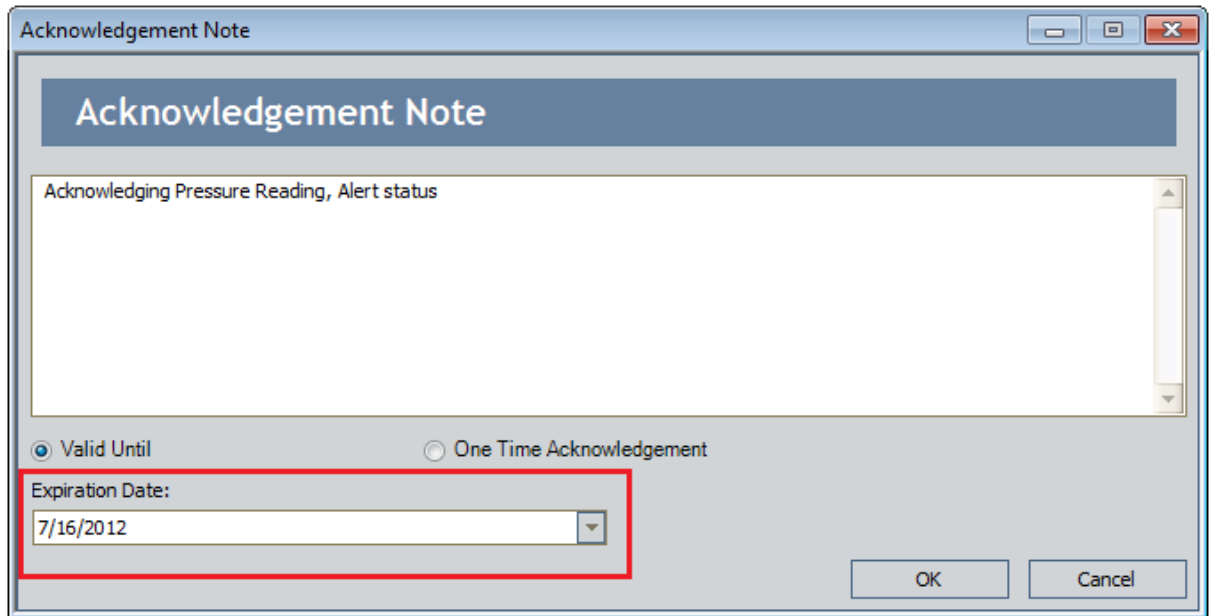 Acknowledgement Note
Acknowledgement Note
Acknowledging Pressure Reading, Alert status
Valid Until One Time Acknowledgement
Expiration Date:
7/16/2012
OK Cancel